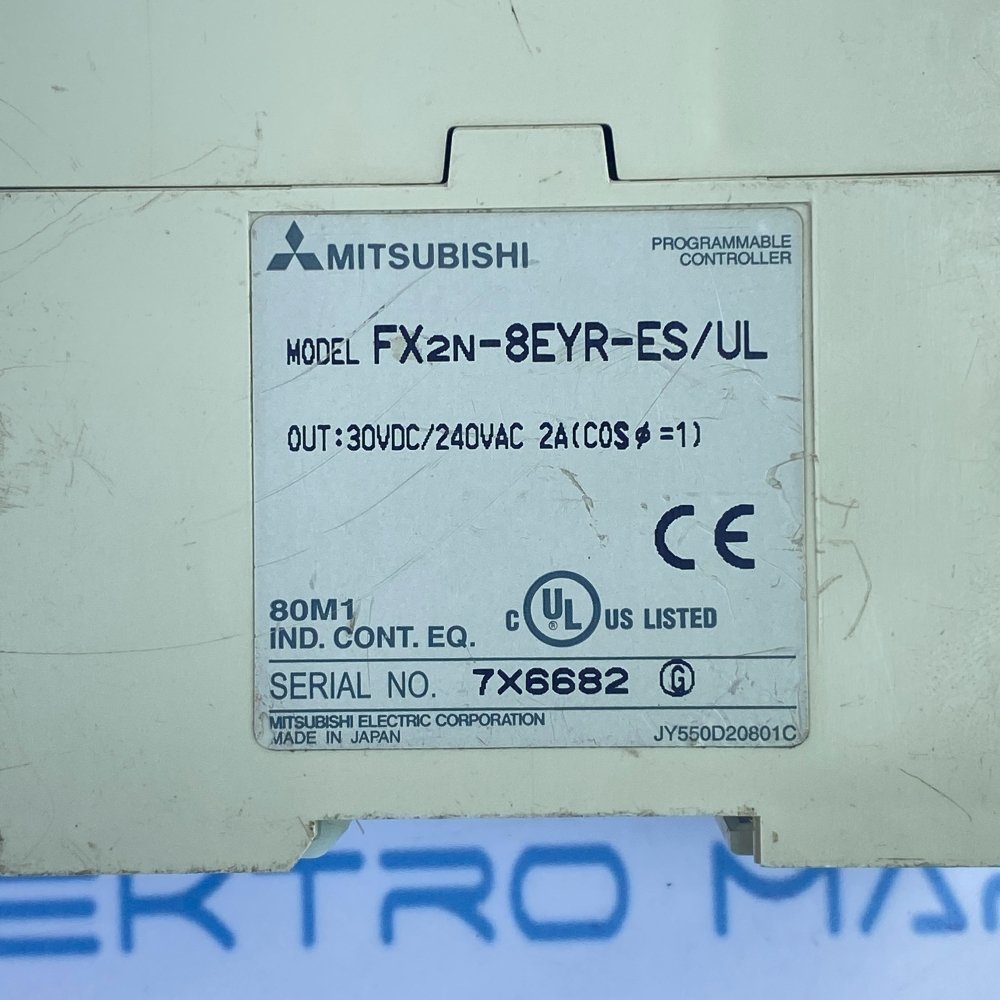 MITSUBISHI
PROGRAMMABLE
CONTROLLER
MODEL FX2N-8EYR-ES/UL
OUT:30VDC/240VAC 2A(COSø=1)
CE
80M1
IND. CONT. EQ.
C UL ® US LISTED
SERIAL NO. 7X6682 G
MITSUBISHI ELECTRIC CORPORATION
MADE IN JAPAN
JY550D20801C
EKTRO MA